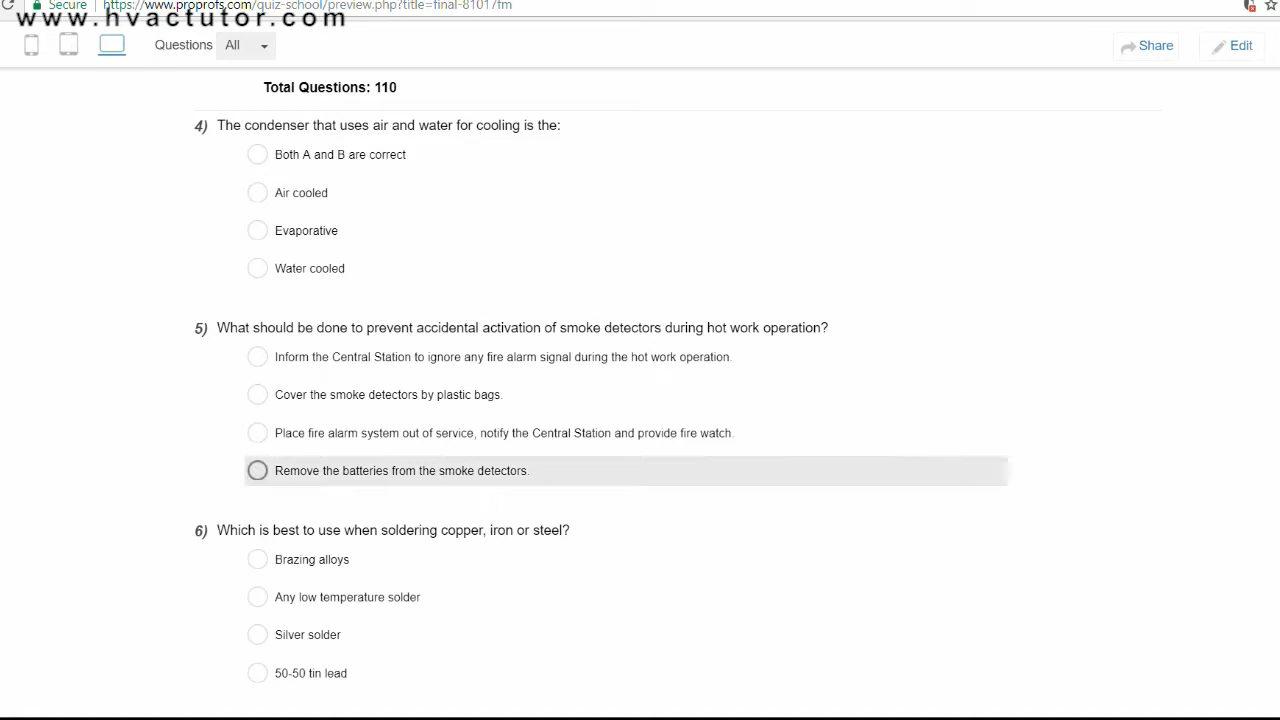 Secure https://www.proprofs.com/quiz-school/preview.php?title=final-81017fm
www.hvactutor.com
Questions All Share Edit
Total Questions: 110
4) The condenser that uses air and water for cooling is the:
Both A and B are correct
Air cooled
Evaporative
Water cooled
5) What should be done to prevent accidental activation of smoke detectors during hot work operation?
Inform the Central Station to ignore any fire alarm signal during the hot work operation.
Cover the smoke detectors by plastic bags.
Place fire alarm system out of service, notify the Central Station and provide fire watch.
Remove the batteries from the smoke detectors.
6) Which is best to use when soldering copper, iron or steel?
Brazing alloys
Any low temperature solder
Silver solder
50-50 tin lead